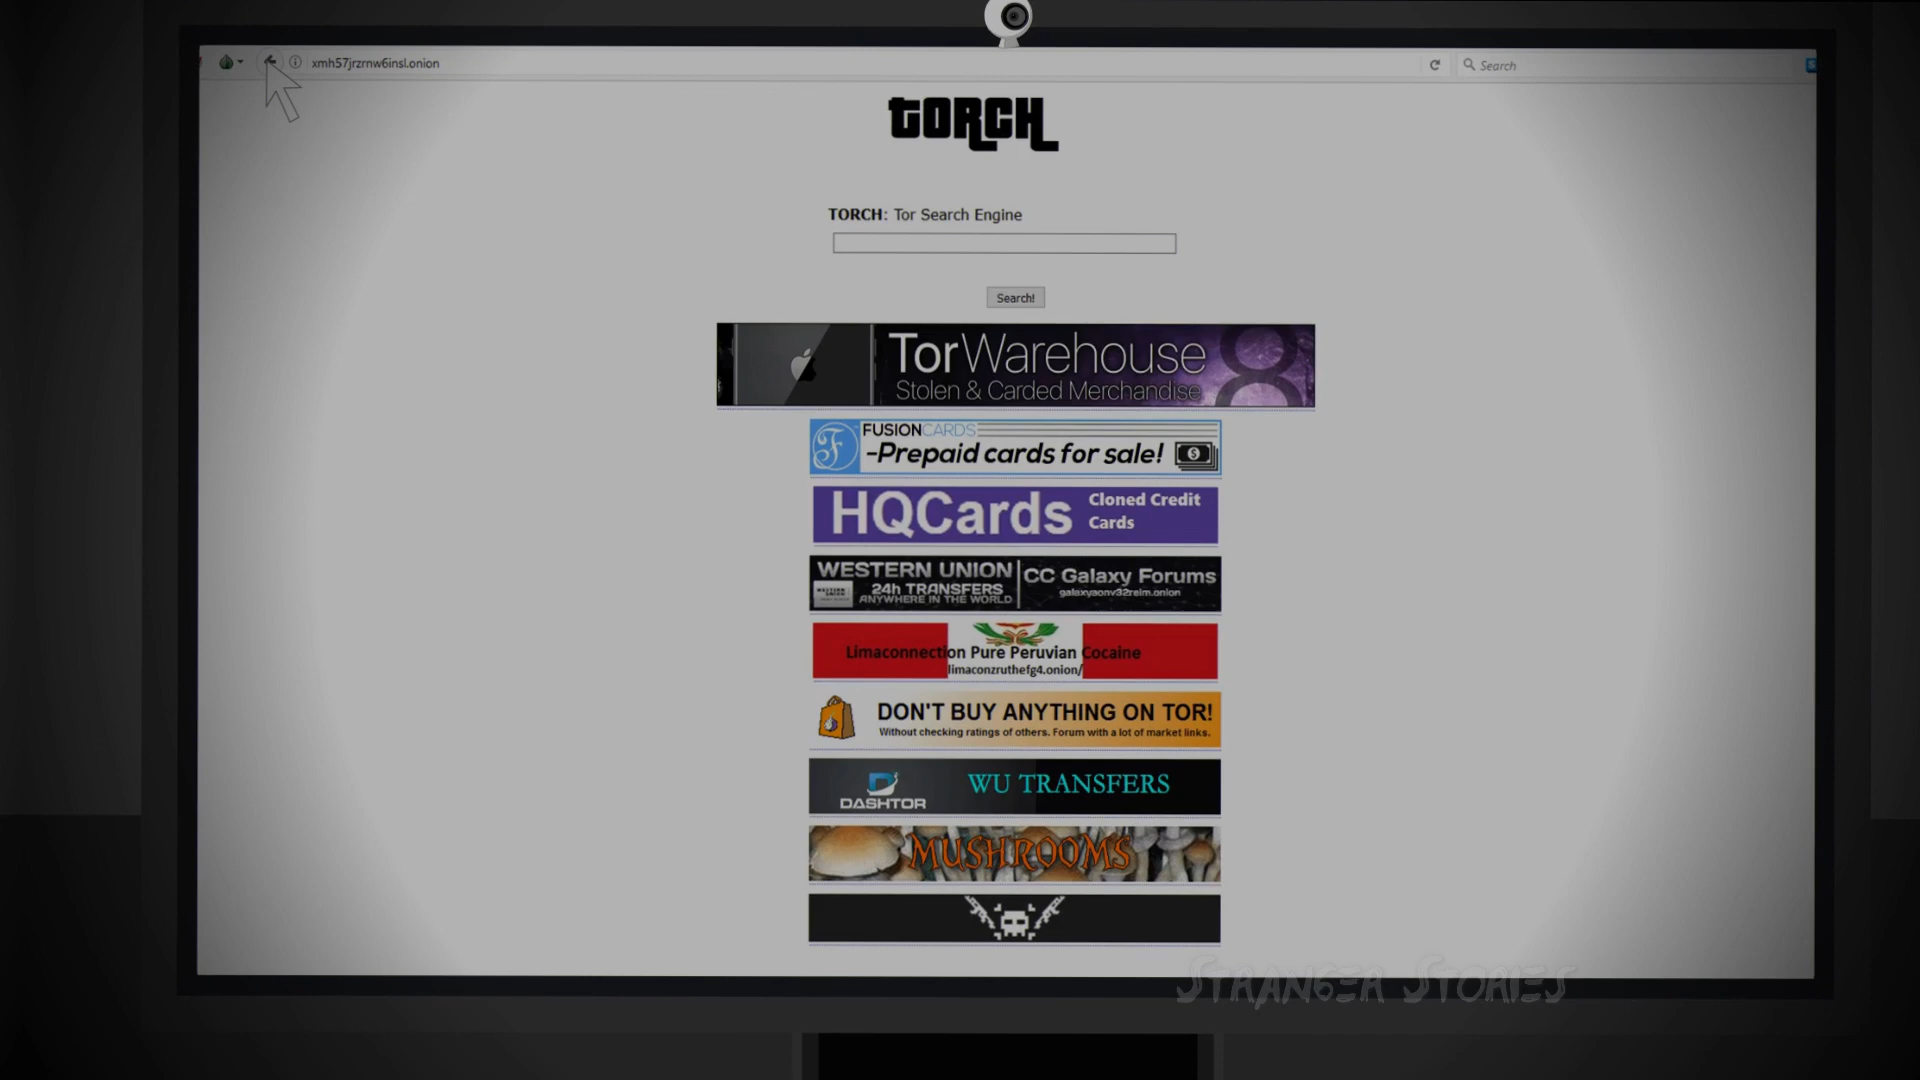 xmh57jrzrnw6insl.onion
Search
TORCH
TORCH: Tor Search Engine
Search!
TorWarehouse
Stolen & Carded Merchandise
8
FUSIONCARDS
-Prepaid cards for sale!
HQCards
Cloned Credit
Cards
WESTERN UNION
24h TRANSFERS
ANYWHERE IN THE WORLD
CC Galaxy Forums
galaxyaonv32reim.onion
Limaconnection Pure Peruvian Cocaine
limaconzruthefg4.onion/
DON'T BUY ANYTHING ON TOR!
Without checking ratings of others. Forum with a lot of market links.
DASHTOR
WU TRANSFERS
MUSHROOMS
STRANGER STORIES